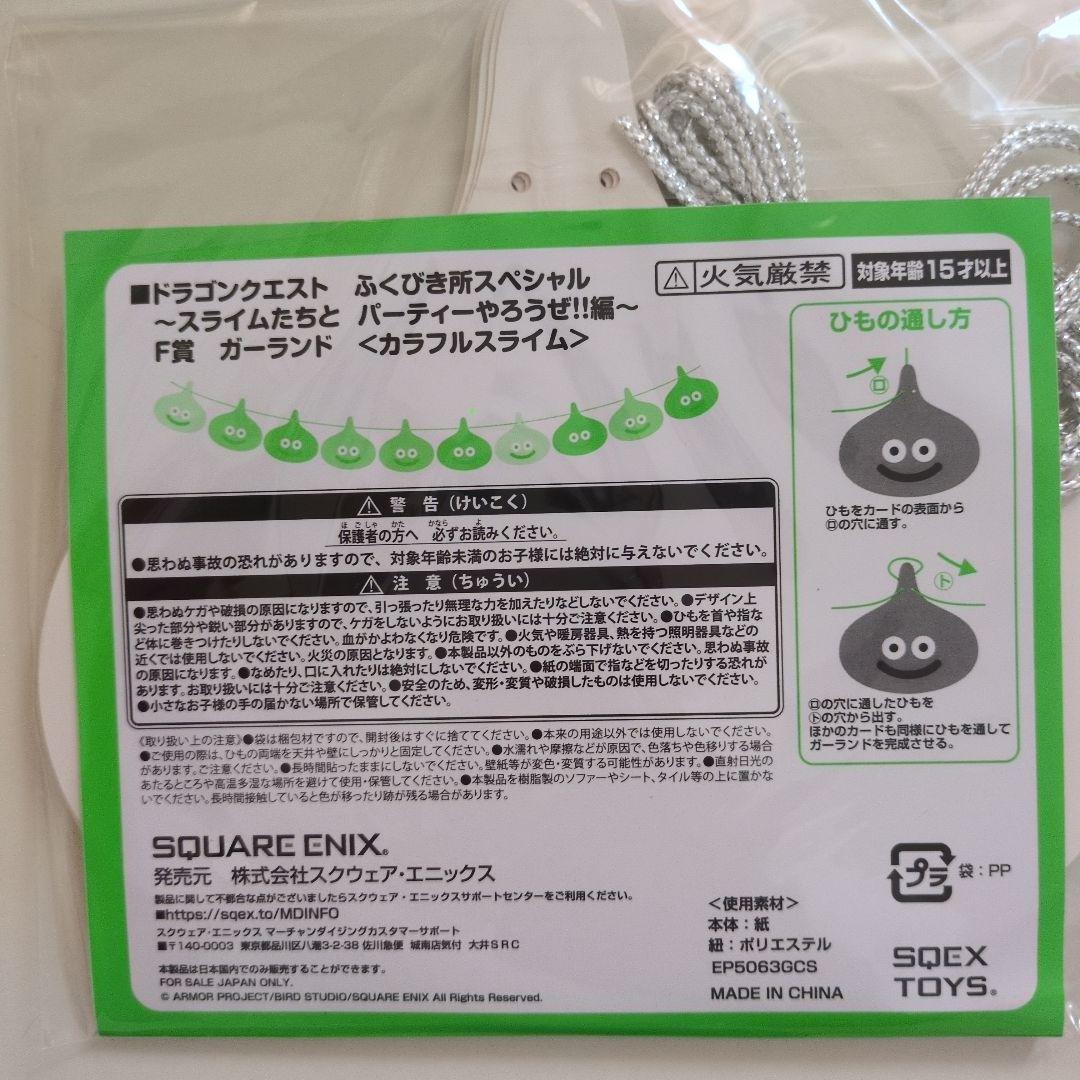 ■ドラゴンクエスト ふくびき所スペシャル
～スライムたちと パーティーやろうぜ!!編～
F賞 ガーランド ＜カラフルスライム＞
⚠火気厳禁
対象年齢15才以上
ひもの通し方
ロ
ひもをカードの表面から
ロの穴に通す。
ト
ロの穴に通したひもを
トの穴から出す。
ほかのカードも同様にひもを通して
ガーランドを完成させる。
⚠ 警 告（けいこく）
ほごしゃ かた かなら よ
保護者の方へ 必ずお読みください。
●思わぬ事故の恐れがありますので、対象年齢未満のお子様には絶対に与えないでください。
⚠ 注 意（ちゅうい）
●思わぬケガや破損の原因になりますので、引っ張ったり無理な力を加えたりなどしないでください。●デザイン上
尖った部分や鋭い部分がありますので、ケガをしないようにお取り扱いには十分ご注意ください。●ひもを首や指な
ど体に巻きつけたりしないでください。血がかよわなくなり危険です。●火気や暖房器具、熱を持つ照明器具などの
近くでは使用しないでください。火災の原因となります。●本製品以外のものをぶら下げないでください。思わぬ事故
の原因になります。●なめたり、口に入れたりは絶対にしないでください。●紙の端面で指などを切ったりする恐れが
あります。お取り扱いには十分ご注意ください。●安全のため、変形・変質や破損したものは使用しないでください。
●小さなお子様の手の届かない場所で保管してください。
《取り扱い上の注意》●袋は梱包材ですので、開封後はすぐに捨ててください。●本来の用途以外では使用しないでください。
●ご使用の際は、ひもの両端を天井や壁にしっかりと固定してください。●水濡れや摩擦などが原因で、色落ちや色移りする場合
があります。ご注意ください。●長時間貼ったままにしないでください。壁紙等が変色・変質する可能性があります。●直射日光の
あたるところや高温多湿な場所を避けて使用・保管してください。●本製品を樹脂製のソファーやシート、タイル等の上に置かな
いでください。長時間接触していると色が移ったり跡が残る場合があります。
SQUARE ENIX®
発売元 株式会社スクウェア・エニックス
製品に関して不都合な点がございましたらスクウェア・エニックスサポートセンターをご利用ください。
■https://sqex.to/MDINFO
スクウェア・エニックス マーチャンダイジングカスタマーサポート
■〒140-0003 東京都品川区八潮3-2-38 佐川急便 城南店気付 大井SRC
本製品は日本国内でのみ販売することができます。
FOR SALE JAPAN ONLY.
© ARMOR PROJECT/BIRD STUDIO/SQUARE ENIX All Rights Reserved.
プラ 袋：PP
＜使用素材＞
本体：紙
紐：ポリエステル
EP5063GCS
MADE IN CHINA
SQEX
TOYS®